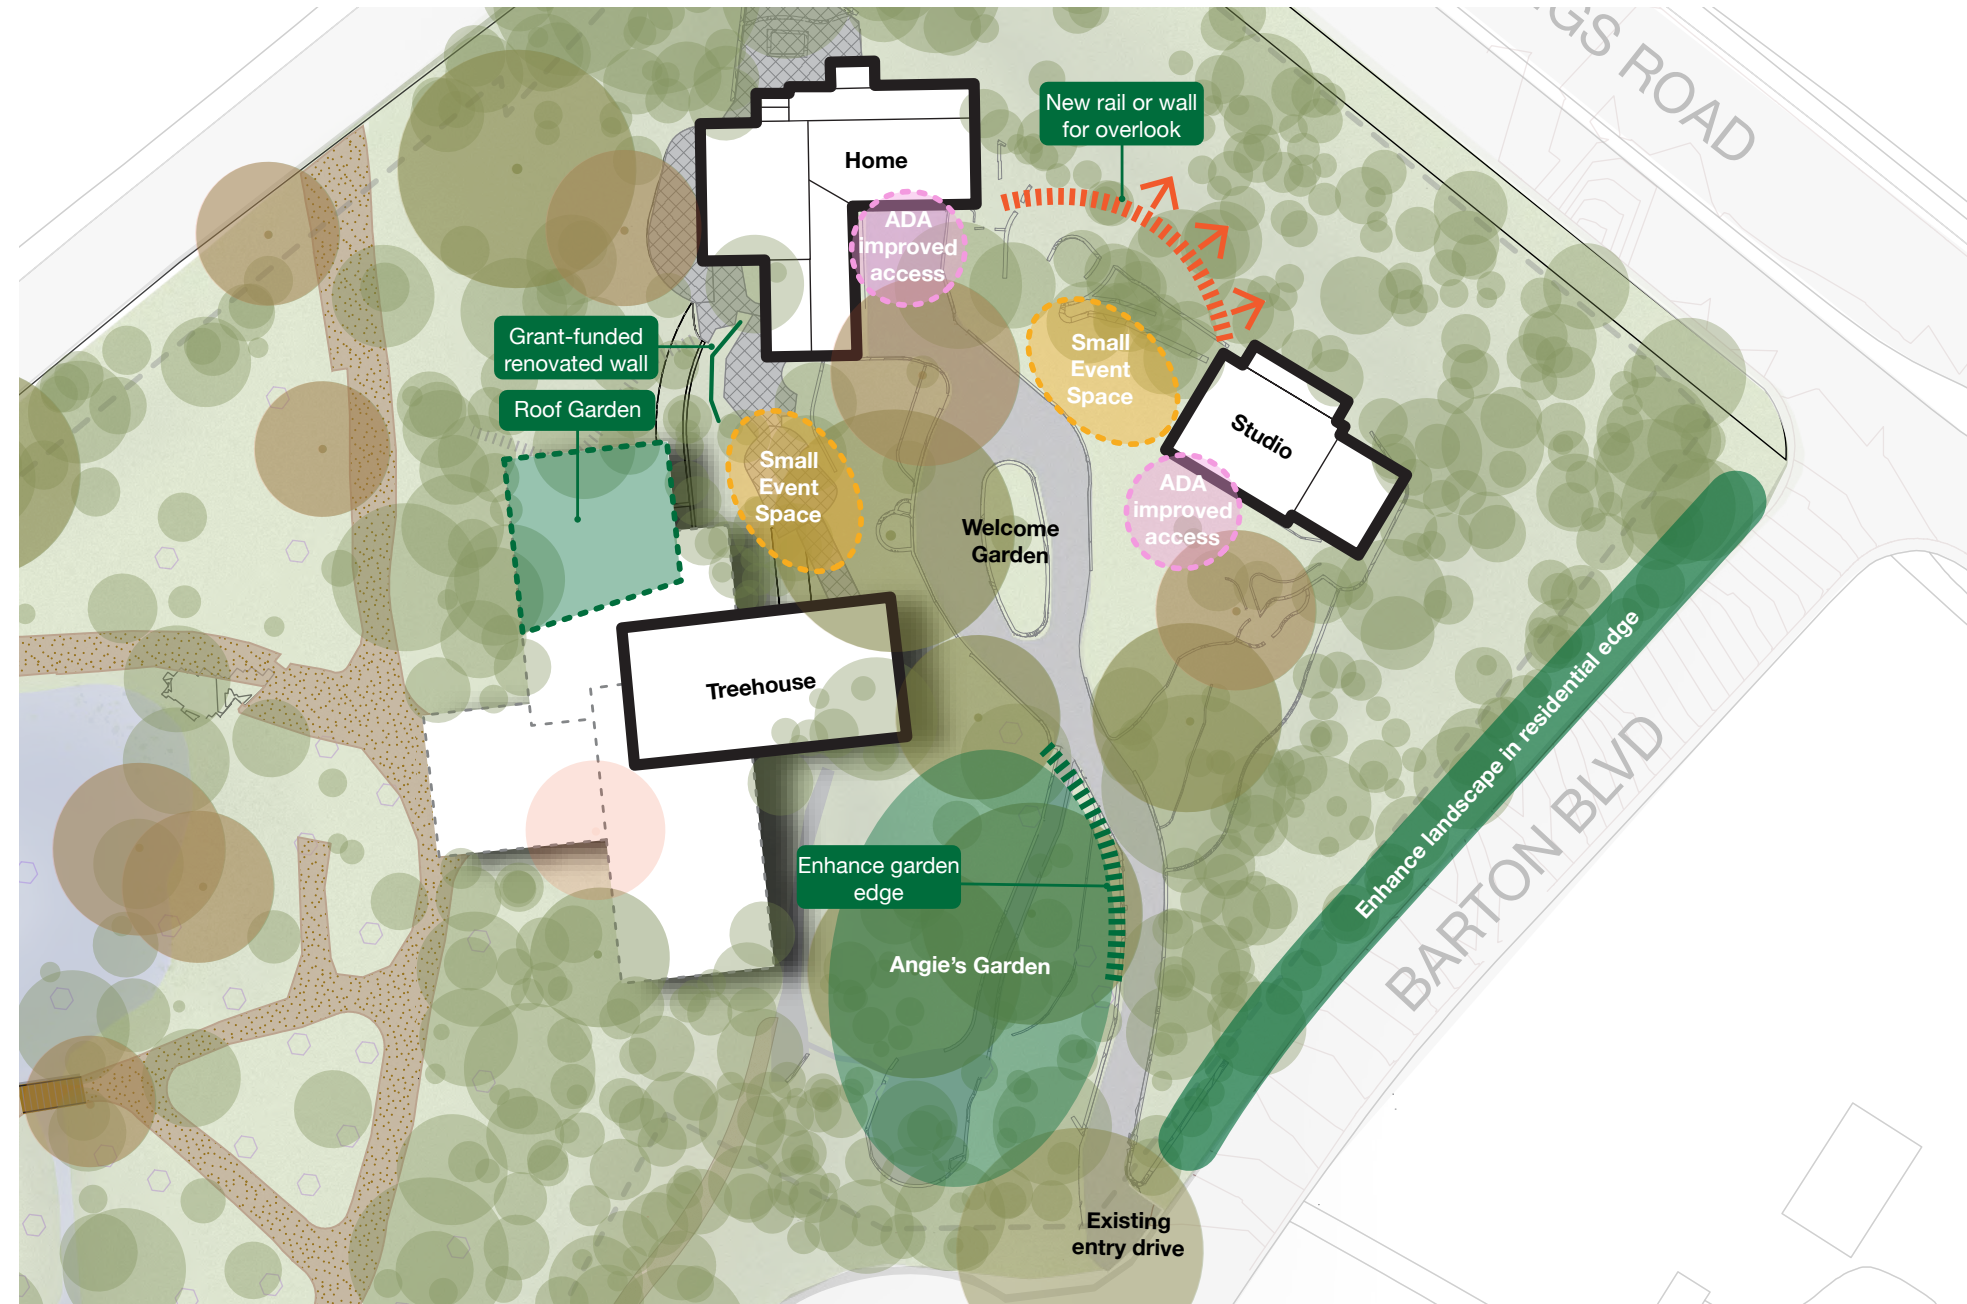 GS ROAD
New rail or wall
for overlook
Home
ADA
improved
access
Grant-funded
renovated wall
Small
Event
Space
Roof Garden
Studio
Small
Event
Space
ADA
improved
access
Welcome
Garden
Treehouse
Enhance landscape in residential edge
BARTON BLVD
Enhance garden
edge
Angie's Garden
Existing
entry drive